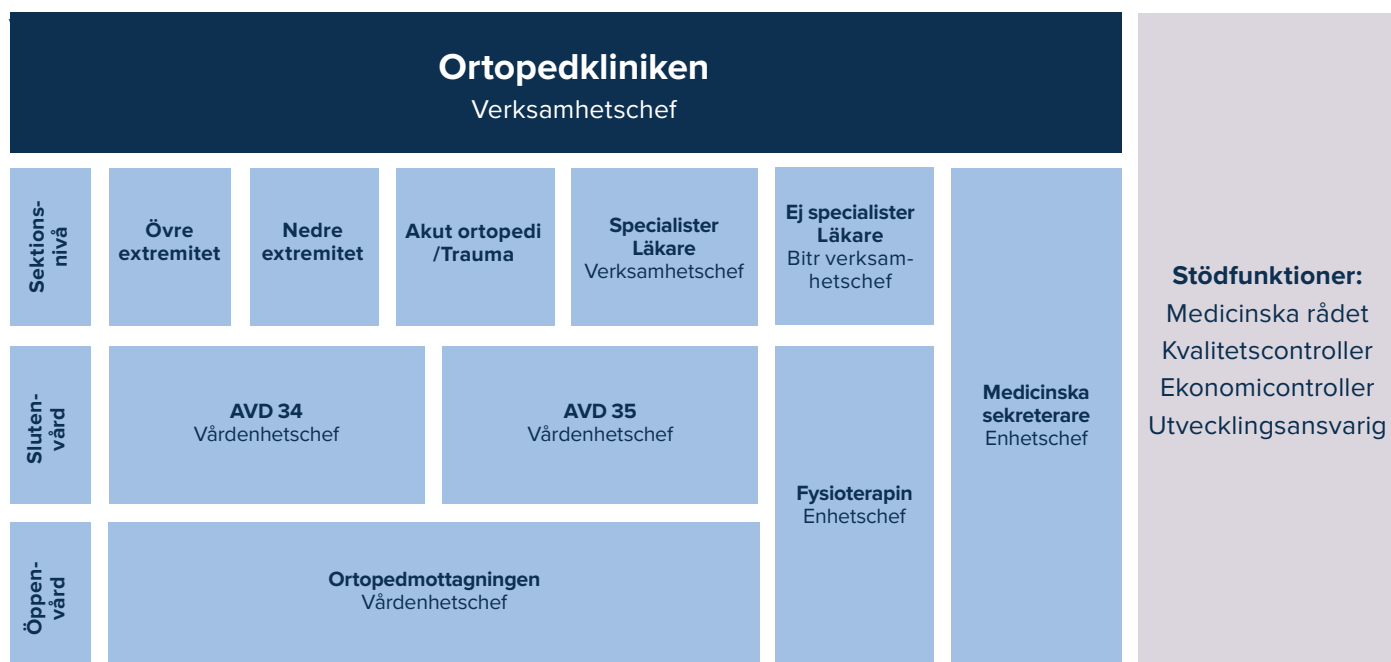 Ortopedkliniken
Verksamhetschef
Sektions-
nivå
Övre
extremitet
Nedre
extremitet
Akut ortopedi
/Trauma
Specialister
Läkare
Verksamhetschef
Ej specialister
Läkare
Bitr verksam-
hetschef
Medicinska
sekreterare
Enhetschef
Sluten-
vård
AVD 34
Vårdenhetschef
AVD 35
Vårdenhetschef
Fysioterapin
Enhetschef
Öppen-
vård
Ortopedmottagningen
Vårdenhetschef
Stödfunktioner:
Medicinska rådet
Kvalitetscontroller
Ekonomicontroller
Utvecklingsansvarig